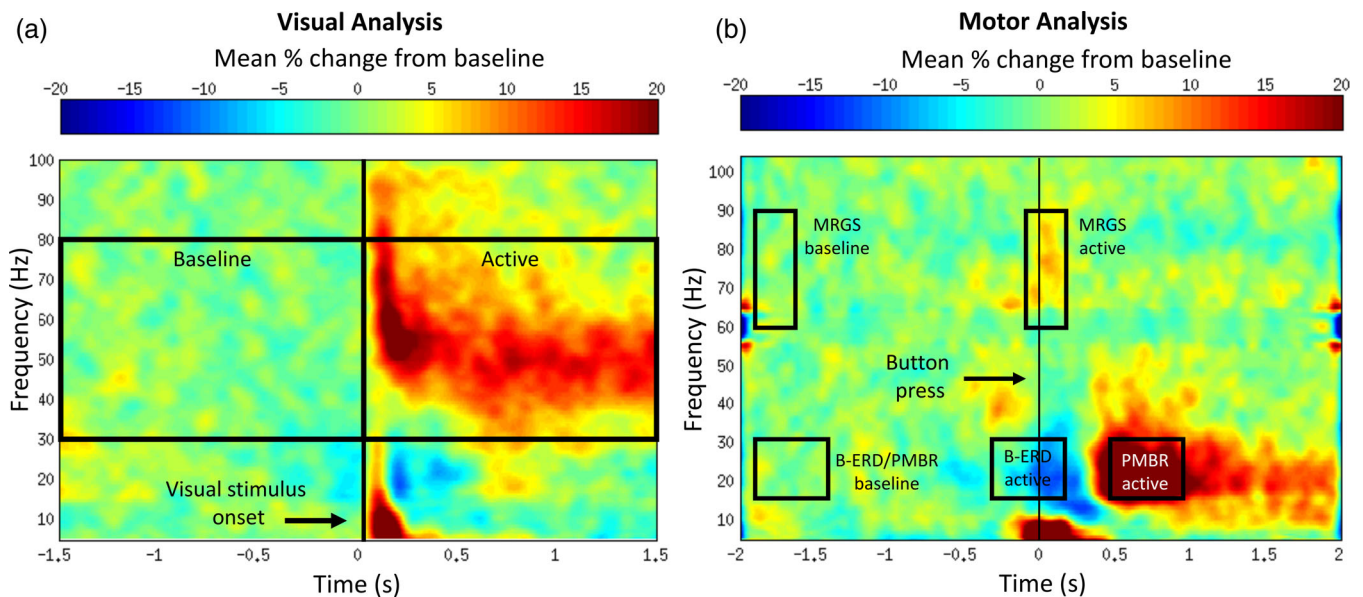 (a)
Visual Analysis
Mean % change from baseline
-20 -15 -10 -5 0 5 10 15 20
100
90
80
70
60
50
40
30
20
10
Frequency (Hz)
Baseline
Active
Visual stimulus
onset
-1.5 -1 -0.5 0 0.5 1 1.5
Time (s)
(b)
Motor Analysis
Mean % change from baseline
-20 -15 -10 -5 0 5 10 15 20
100
90
80
70
60
50
40
30
20
10
Frequency (Hz)
MRGS
baseline
MRGS
active
Button
press
B-ERD/PMBR
baseline
B-ERD
active
PMBR
active
-2 -1.5 -1 -0.5 0 0.5 1 1.5 2
Time (s)